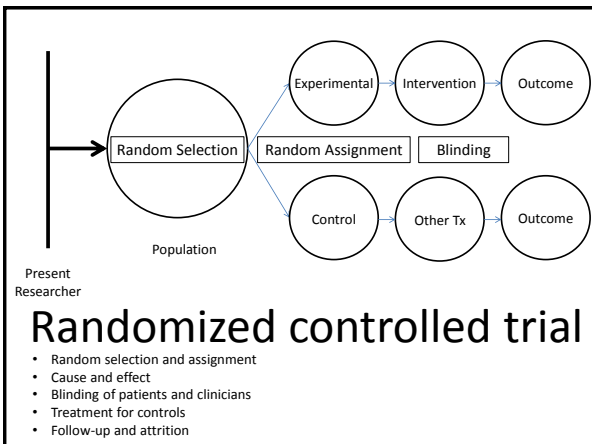 Experimental
Intervention
Outcome
Random Selection
Random Assignment
Blinding
Control
Other Tx
Outcome
Population
Present
Researcher
Randomized controlled trial
• Random selection and assignment
• Cause and effect
• Blinding of patients and clinicians
• Treatment for controls
• Follow-up and attrition